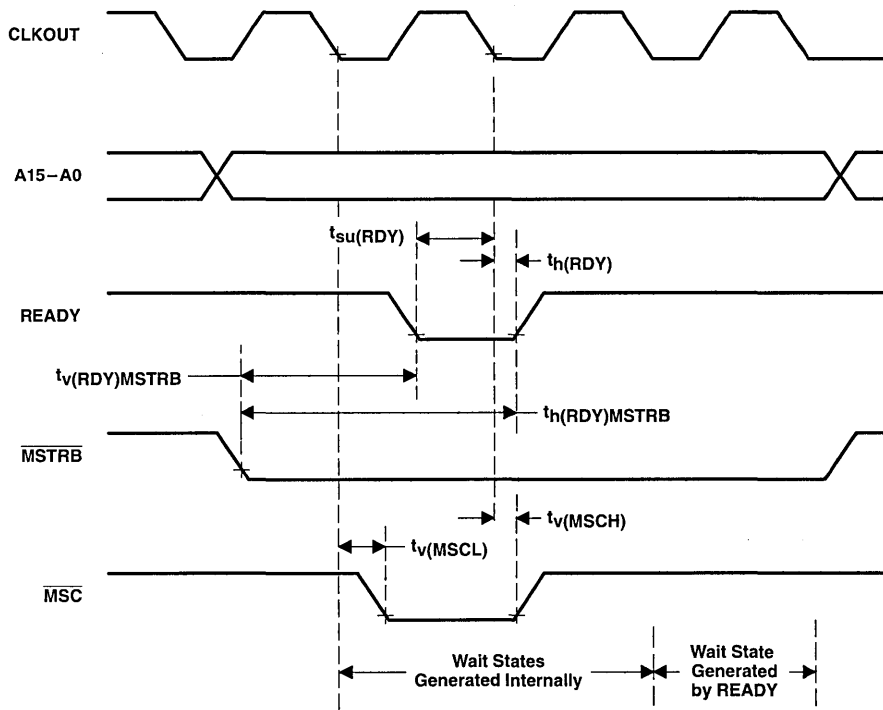 CLKOUT
A15–A0
tsu(RDY)
th(RDY)
READY
tv(RDY)MSTRB
th(RDY)MSTRB
MSTRB
tv(MSCH)
tv(MSCL)
MSC
Wait States
Generated Internally
Wait State
Generated
by READY